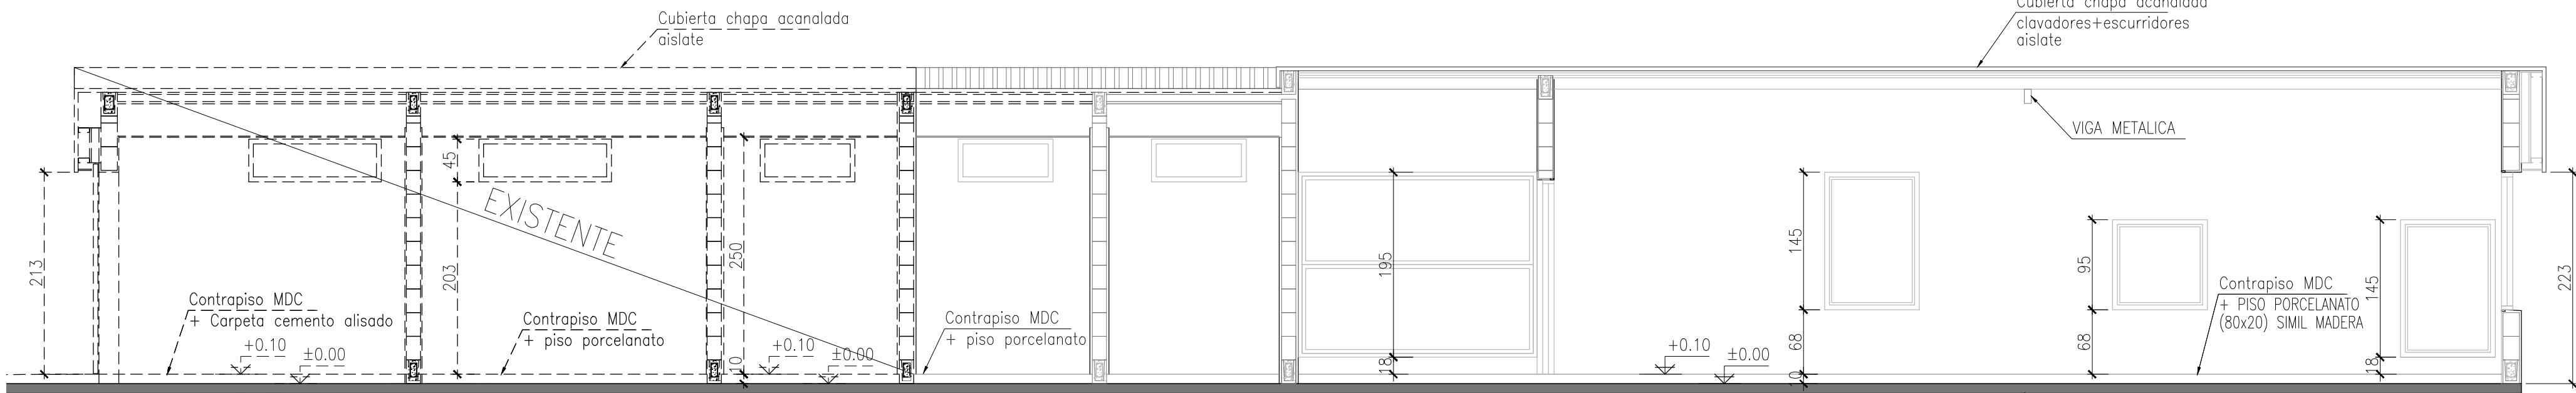 Cubierta chapa acanalada
aislate
Cubierta chapa acanalada
clavadores+escurridores
aislate
VIGA METALICA
EXISTENTE
213
45
203
250
10
195
18
145
68
10
95
68
145
18
223
Contrapiso MDC
+ Carpeta cemento alisado
+0.10
±0.00
Contrapiso MDC
+ piso porcelanato
+0.10
±0.00
Contrapiso MDC
+ piso porcelanato
+0.10
±0.00
Contrapiso MDC
+ PISO PORCELANATO
(80x20) SIMIL MADERA